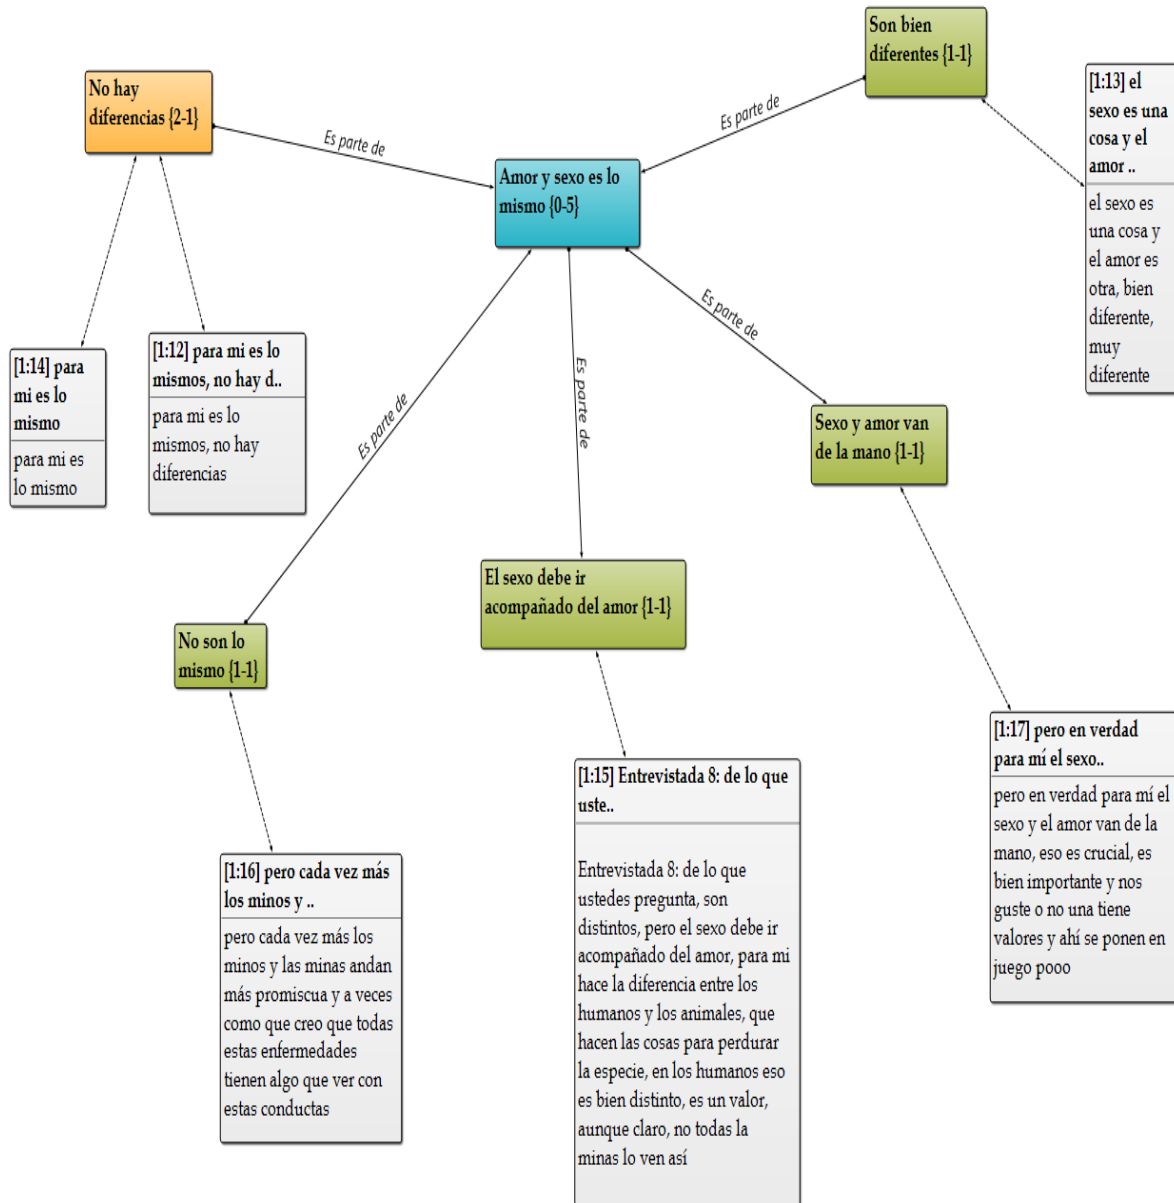 Son bien
diferentes {1-1}
No hay
diferencias {2-1}
[1:13] el
sexo es una
cosa y el
amor ..
el sexo es
una cosa y
el amor es
otra, bien
diferente,
muy
diferente
Es parte de
Es parte de
Amor y sexo es lo
mismo {0-5}
Es parte de
Es parte de
Es parte de
[1:14] para
mi es lo
mismo
para mi es
lo mismo
[1:12] para mi es lo
mismos, no hay d..
para mi es lo
mismos, no hay
diferencias
Sexo y amor van
de la mano {1-1}
El sexo debe ir
acompañado del amor {1-1}
No son lo
mismo {1-1}
[1:17] pero en verdad
para mí el sexo..
pero en verdad para mí el
sexo y el amor van de la
mano, eso es crucial, es
bien importante y nos
guste o no una tiene
valores y ahí se ponen en
juego pooo
[1:15] Entrevistada 8: de lo que
uste..
Entrevistada 8: de lo que
ustedes pregunta, son
distintos, pero el sexo debe ir
acompañado del amor, para mi
hace la diferencia entre los
humanos y los animales, que
hacen las cosas para perdurar
la especie, en los humanos eso
es bien distinto, es un valor,
aunque claro, no todas la
minas lo ven así
[1:16] pero cada vez más
los minos y ..
pero cada vez más los
minos y las minas andan
más promiscua y a veces
como que creo que todas
estas enfermedades
tienen algo que ver con
estas conductas